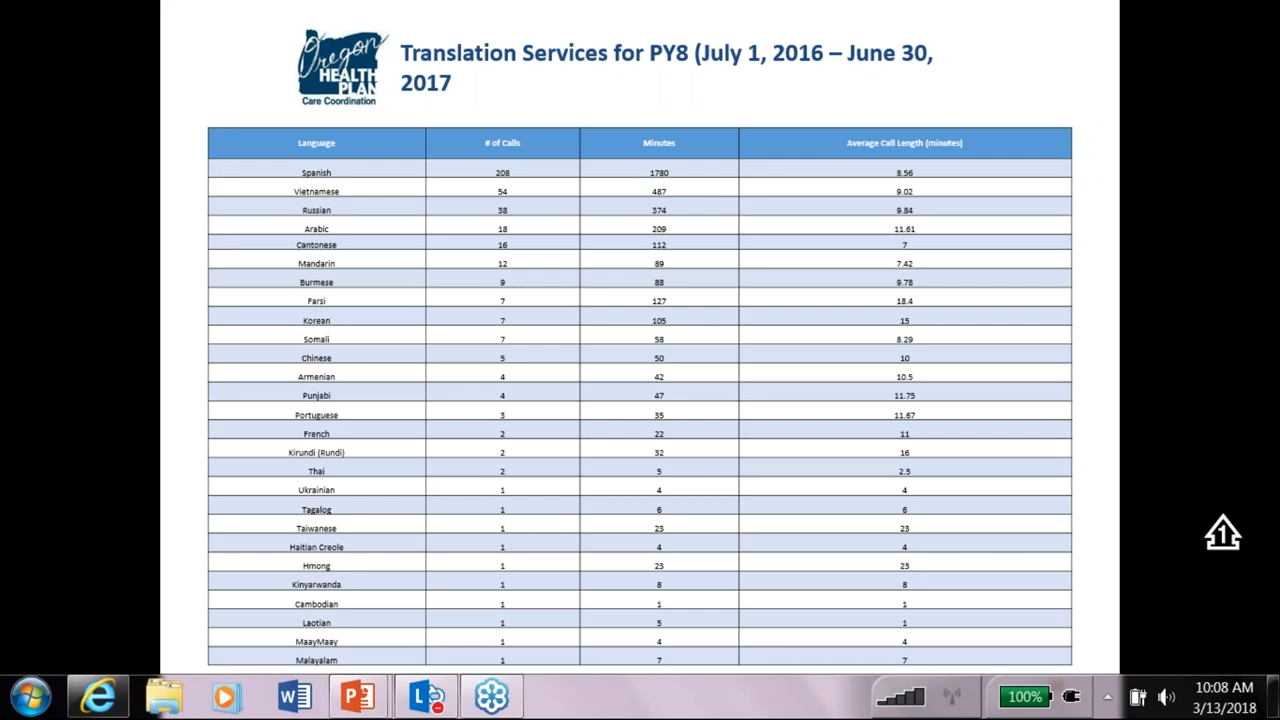 Oregon
HEALTH
PLAN
Care Coordination
Translation Services for PY8 (July 1, 2016 – June 30,
2017
Language # of Calls Minutes Average Call Length (minutes)
Spanish 208 1780 8.56
Vietnamese 54 487 9.02
Russian 38 374 9.84
Arabic 18 209 11.61
Cantonese 16 112 7
Mandarin 12 89 7.42
Burmese 9 88 9.78
Farsi 7 127 18.4
Korean 7 105 15
Somali 7 58 8.29
Chinese 5 50 10
Armenian 4 42 10.5
Punjabi 4 47 11.75
Portuguese 3 35 11.67
French 2 22 11
Kirundi (Rundi) 2 32 16
Thai 2 5 2.5
Ukrainian 1 4 4
Tagalog 1 6 6
Taiwanese 1 23 23
Haitian Creole 1 4 4
Hmong 1 23 23
Kinyarwanda 1 8 8
Cambodian 1 1 1
Laotian 1 5 1
MaayMaay 1 4 4
Malayalam 1 7 7
1
100%
10:08 AM
3/13/2018